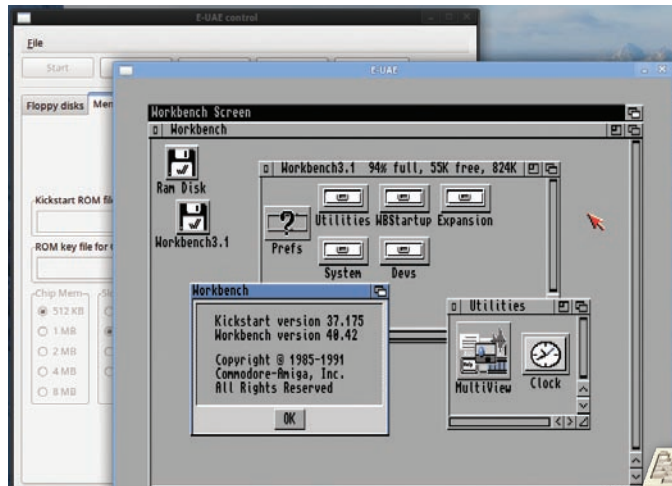 E-UAE control
File
Start
E-UAE
Floppy disks
Workbench Screen
Workbench
Ram Disk
Workbench3.1
Workbench3.1 94% full, 55K free, 824K
Prefs
Utilities WBStartup Expansion
System Devs
Kickstart ROM
ROM key file for
Chip Mem
512 KB
1 MB
2 MB
4 MB
8 MB
Workbench
Kickstart version 37.175
Workbench version 40.42
Copyright © 1985-1991
Commodore-Amiga, Inc.
All Rights Reserved
OK
Utilities
MultiView Clock